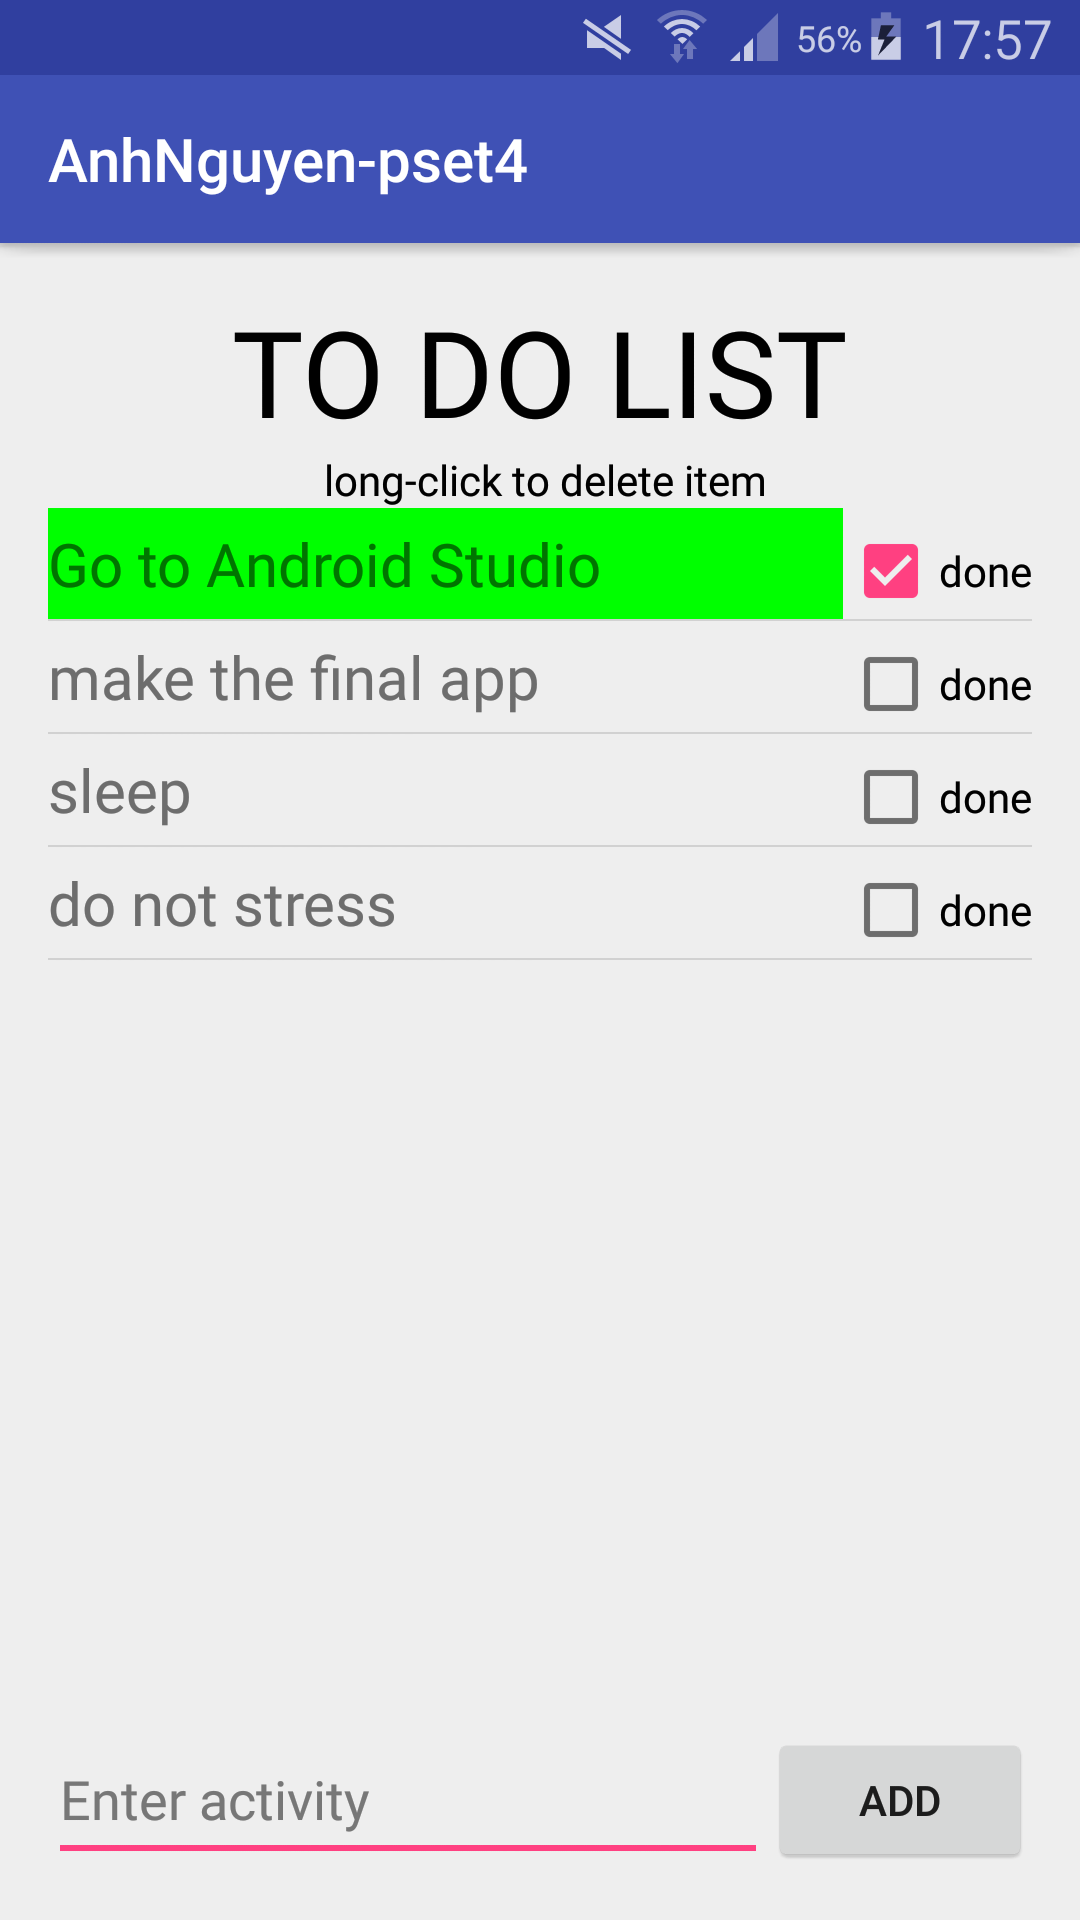 56% 17:57
AnhNguyen-pset4
TO DO LIST
long-click to delete item
Go to Android Studio done
make the final app done
sleep done
do not stress done
Enter activity ADD